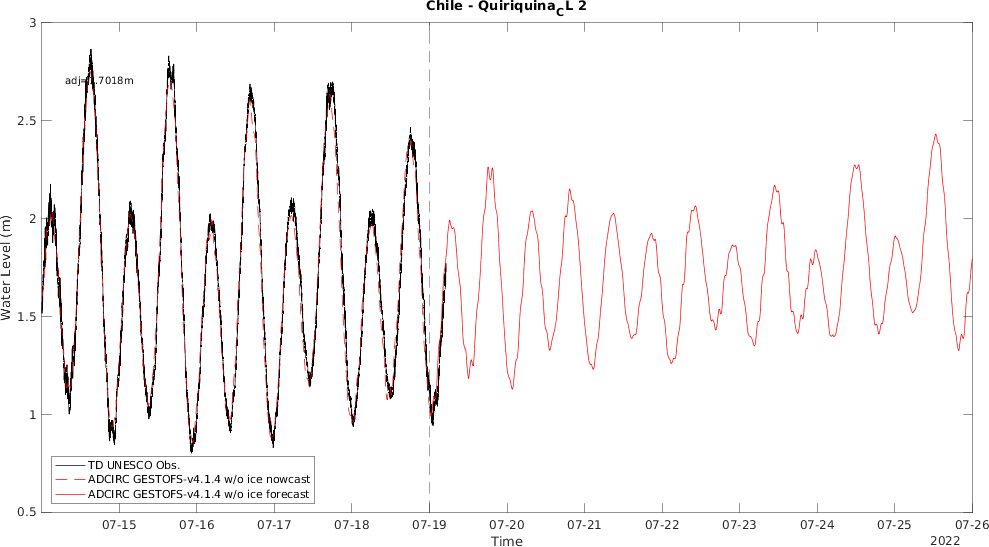 Chile - Quiriquina_CL 2
3
adj=1.7018m
2.5
2
Water Level (m)
1.5
1
TD UNESCO Obs.
ADCIRC GESTOFS-v4.1.4 w/o ice nowcast
ADCIRC GESTOFS-v4.1.4 w/o ice forecast
0.5
07-15 07-16 07-17 07-18 07-19 07-20 07-21 07-22 07-23 07-24 07-25 07-26
Time
2022